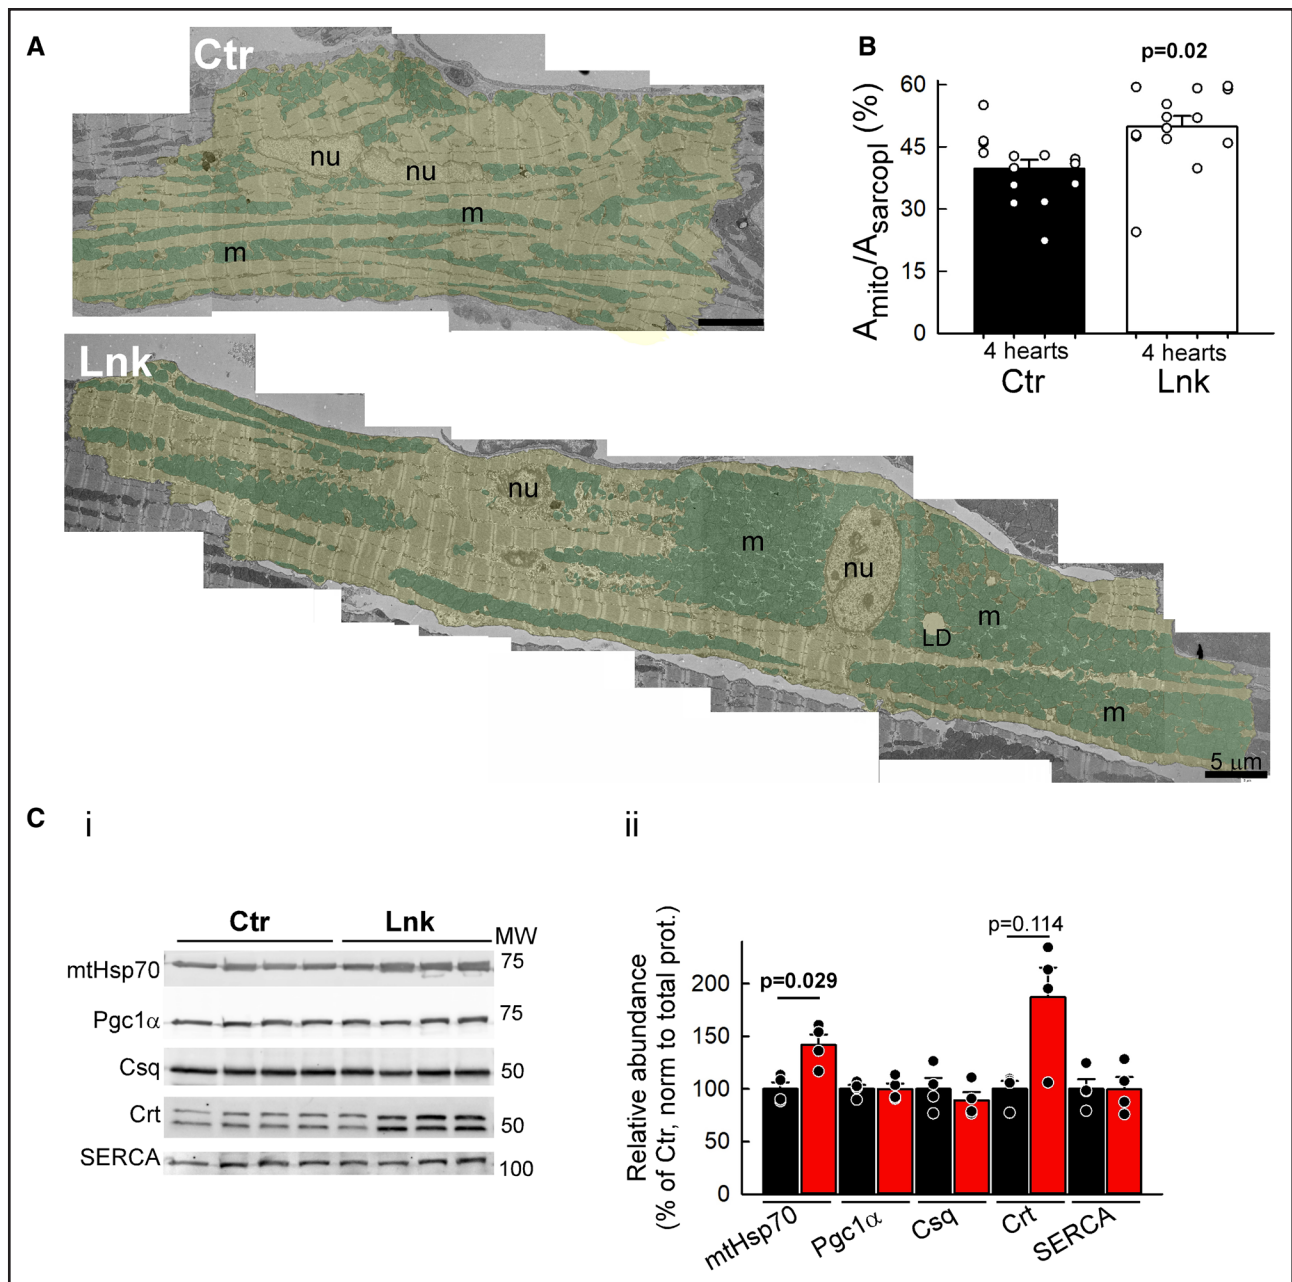 A
Ctr
nu
nu
m
m
Lnk
nu
m
nu
m
LD
m
5 μm
B
p=0.02
Amito/Asarcopl (%)
60
45
30
15
0
4 hearts
4 hearts
Ctr
Lnk
C
i
Ctr
Lnk
MW
mtHsp70
75
Pgc1α
75
Csq
50
Crt
50
SERCA
100
ii
Relative abundance
(% of Ctr, norm to total prot.)
200
150
100
50
0
p=0.029
p=0.114
mtHsp70
Pgc1α
Csq
Crt
SERCA